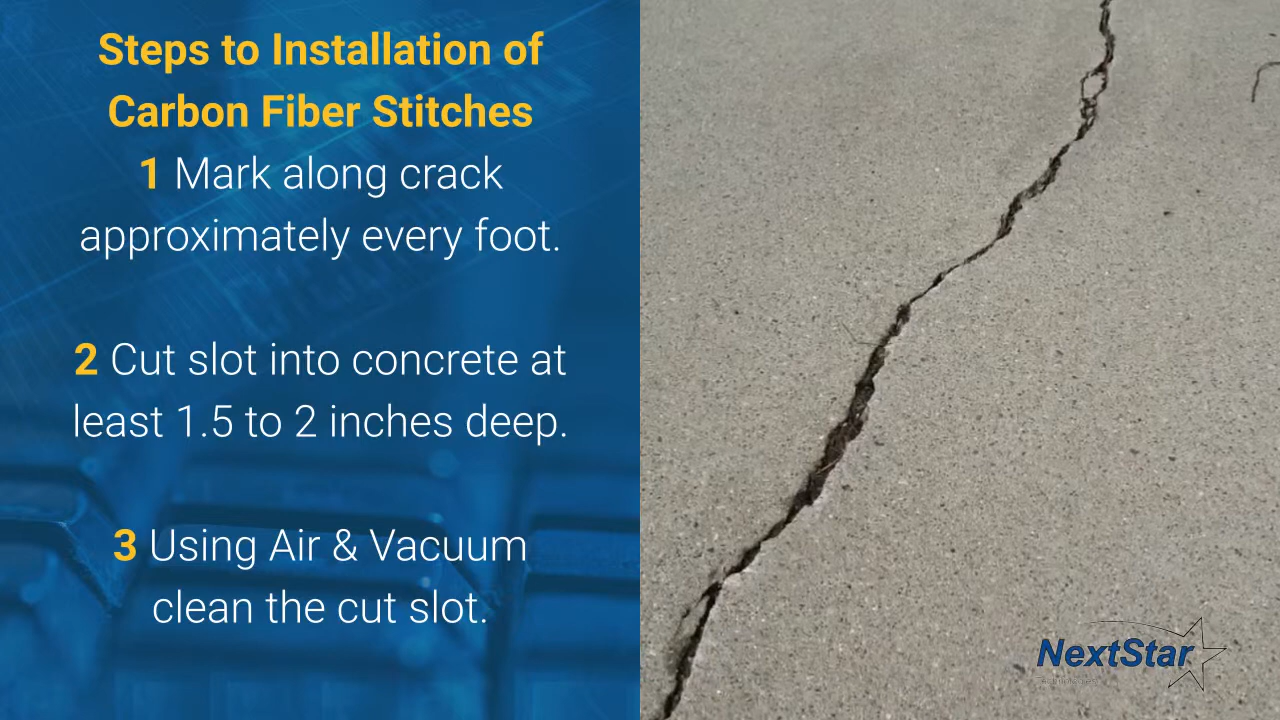 Steps to Installation of
Carbon Fiber Stitches
1 Mark along crack
approximately every foot.
2 Cut slot into concrete at
least 1.5 to 2 inches deep.
3 Using Air & Vacuum
clean the cut slot.
NextStar